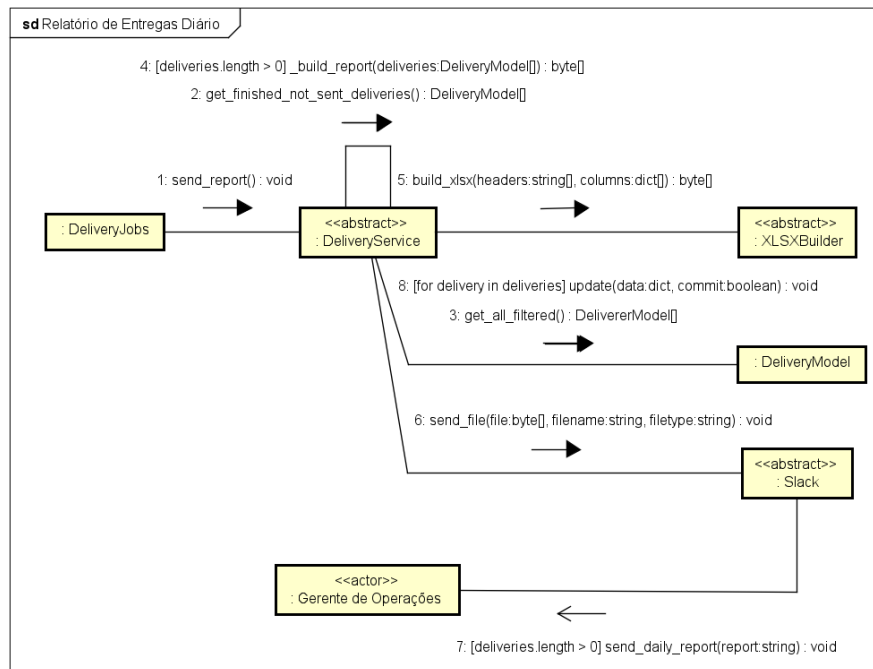 sd Relatório de Entregas Diário
4: [deliveries.length > 0] _build_report(deliveries:DeliveryModel[]) : byte[]
2: get_finished_not_sent_deliveries() : DeliveryModel[]
1: send_report() : void
5: build_xlsx(headers:string[], columns:dict[]) : byte[]
: DeliveryJobs
<<abstract>>
: DeliveryService
<<abstract>>
: XLSXBuilder
8: [for delivery in deliveries] update(data:dict, commit:boolean) : void
3: get_all_filtered() : DelivererModel[]
: DeliveryModel
6: send_file(file:byte[], filename:string, filetype:string) : void
<<abstract>>
: Slack
<<actor>>
: Gerente de Operações
7: [deliveries.length > 0] send_daily_report(report:string) : void